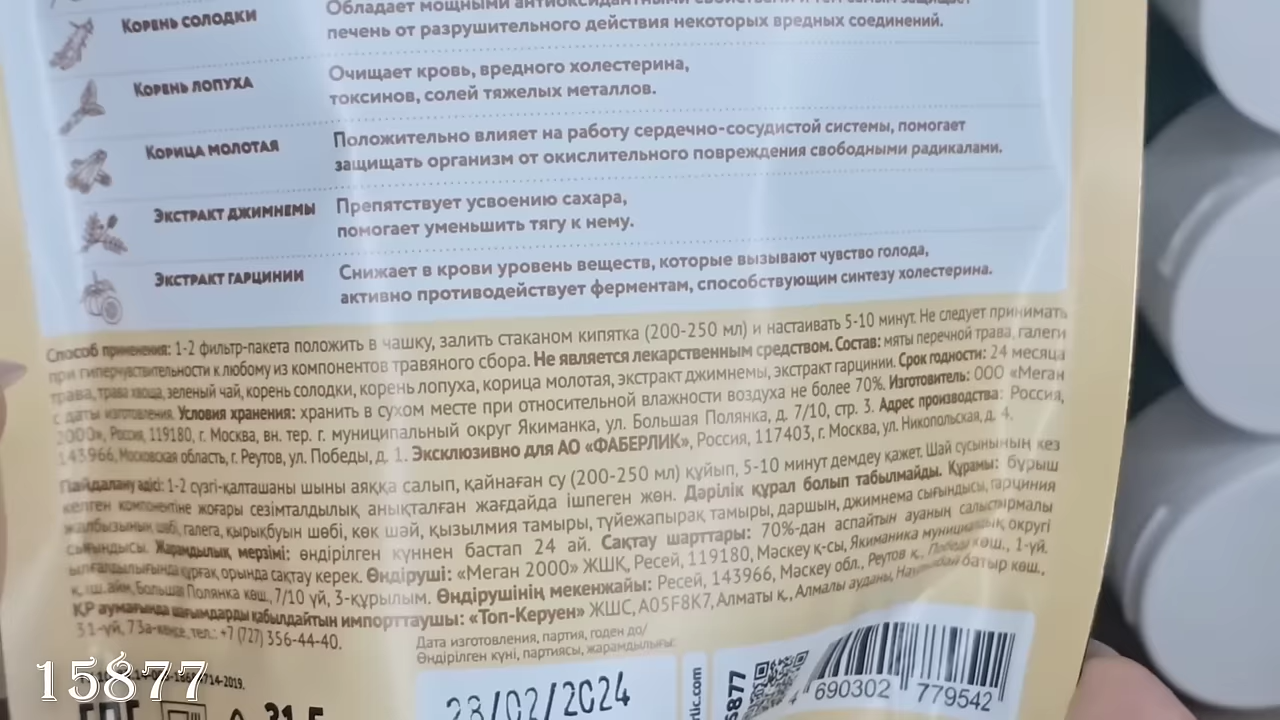 Корень солодки
Обладает мощными антиоксидантными
печень от разрушительного действия некоторых вредных соединений.
Корень лопуха
Очищает кровь, вредного холестерина,
токсинов, солей тяжелых металлов.
Корица молотая
Положительно влияет на работу сердечно-сосудистой системы, помогает
защищать организм от окислительного повреждения свободными радикалами.
Экстракт джимнемы
Препятствует усвоению сахара,
помогает уменьшить тягу к нему.
Экстракт гарцинии
Снижает в крови уровень веществ, которые вызывают чувство голода,
активно противодействует ферментам, способствующим синтезу холестерина.
Способ применения: 1-2 фильтр-пакета положить в чашку, залить стаканом кипятка (200-250 мл) и настаивать 5-10 минут. Не следует принимать
при гиперчувствительности к любому из компонентов травяного сбора. Не является лекарственным средством. Состав: мяты перечной трава, галеги
трава, трава хвоща, зеленый чай, корень солодки, корень лопуха, корица молотая, экстракт джимнемы, экстракт гарцинии. Срок годности: 24 месяца
с даты изготовления. Условия хранения: хранить в сухом месте при относительной влажности воздуха не более 70%. Изготовитель: ООО «Меган
2000», Россия, 119180, г. Москва, вн. тер. г. муниципальный округ Якиманка, ул. Большая Полянка, д. 7/10, стр. 3. Адрес производства: Россия,
143966, Московская область, г. Реутов, ул. Победы, д. 1. Эксклюзивно для АО «ФАБЕРЛИК», Россия, 117403, г. Москва, ул. Никопольская, д. 4.
Пайдалану әдісі: 1-2 сүзгі-қалташаны шыны аяққа салып, қайнаған су (200-250 мл) құйып, 5-10 минут демдеу қажет. Шай сусынының кез
келген компонентіне жоғары сезімталдық анықталған жағдайда ішпеген жөн. Дәрілік құрал болып табылмайды. Құрамы: бұрыш
жалбызының шөбі, галега, қырықбуын шөбі, көк шай, қызылмия тамыры, түйежапырақ тамыры, даршын, джимнема сығындысы, гарциния
сығындысы. Жарамдылық мерзімі: өндірілген күннен бастап 24 ай. Сақтау шарттары: 70%-дан аспайтын ауаның салыстырмалы
ылғалдылығында құрғақ орында сақтау керек. Өндіруші: «Меган 2000» ЖШҚ, Ресей, 119180, Мәскеу қ-сы, Якиманика муниципалдық округі
Большая Полянка көш., 7/10 үй, 3-құрылым. Өндірушінің мекенжайы: Ресей, 143966, Мәскеу обл., Реутов қ., Победы көш., 1-үй.
ҚР аумағында шағымдарды қабылдайтын импорттаушы: «Топ-Керуен» ЖШС, A05F8K7, Алматы қ., Алмалы ауданы, Наурызбай батыр көш.,
31-үй, 73а-кеңсе, тел.: +7 (727) 356-44-40.
Дата изготовления, партия, годен до/
Өндірілген күні, партиясы, жарамдылығы:
714-2019.
23/02/2024
rlic.com
5877
4 690302 779542
15877